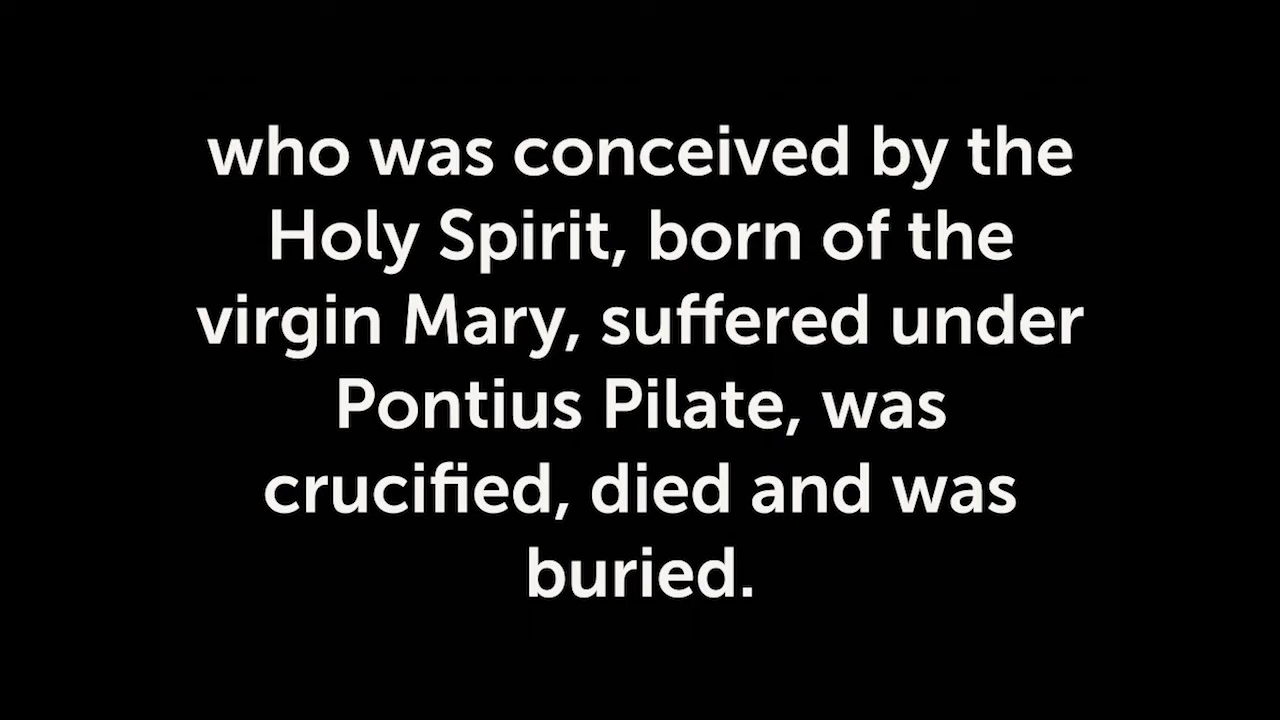 who was conceived by the
Holy Spirit, born of the
virgin Mary, suffered under
Pontius Pilate, was
crucified, died and was
buried.